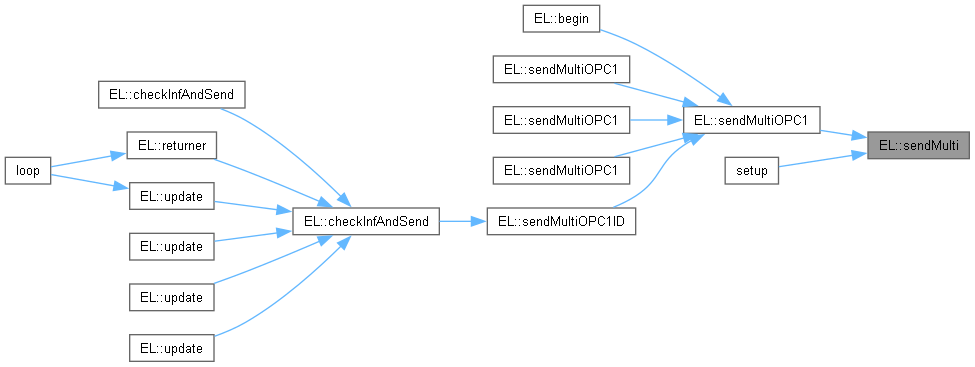 EL::begin
EL::sendMultiOPC1
EL::checkInfAndSend
EL::sendMultiOPC1
EL::sendMultiOPC1
EL::returner
EL::sendMulti
loop
EL::sendMultiOPC1
setup
EL::update
EL::checkInfAndSend
EL::sendMultiOPC1ID
EL::update
EL::update
EL::update